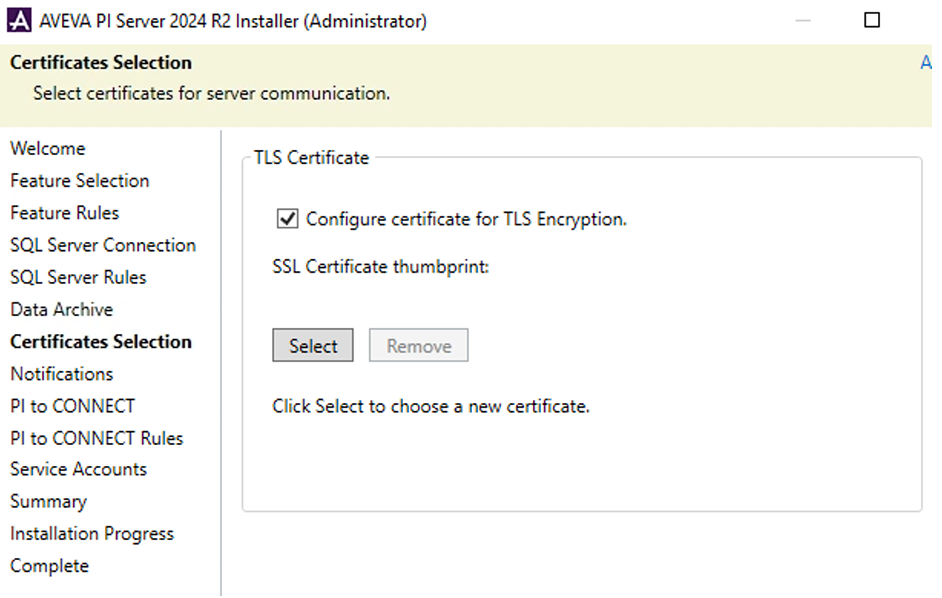 AVEVA PI Server 2024 R2 Installer (Administrator)
Certificates Selection
A
Select certificates for server communication.
Welcome
Feature Selection
Feature Rules
SQL Server Connection
SQL Server Rules
Data Archive
Certificates Selection
Notifications
PI to CONNECT
PI to CONNECT Rules
Service Accounts
Summary
Installation Progress
Complete
TLS Certificate
Configure certificate for TLS Encryption.
SSL Certificate thumbprint:
Select
Remove
Click Select to choose a new certificate.